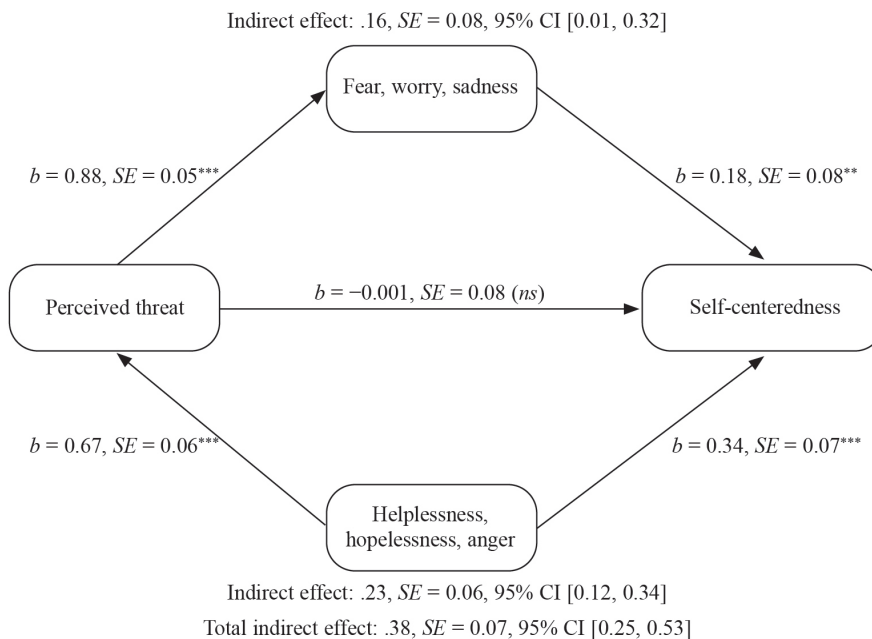 Indirect effect: .16, SE = 0.08, 95% CI [0.01, 0.32]
Fear, worry, sadness
b = 0.88, SE = 0.05***
b = 0.18, SE = 0.08**
b = −0.001, SE = 0.08 (ns)
Perceived threat
Self-centeredness
b = 0.67, SE = 0.06***
b = 0.34, SE = 0.07***
Helplessness,
hopelessness, anger
Indirect effect: .23, SE = 0.06, 95% CI [0.12, 0.34]
Total indirect effect: .38, SE = 0.07, 95% CI [0.25, 0.53]